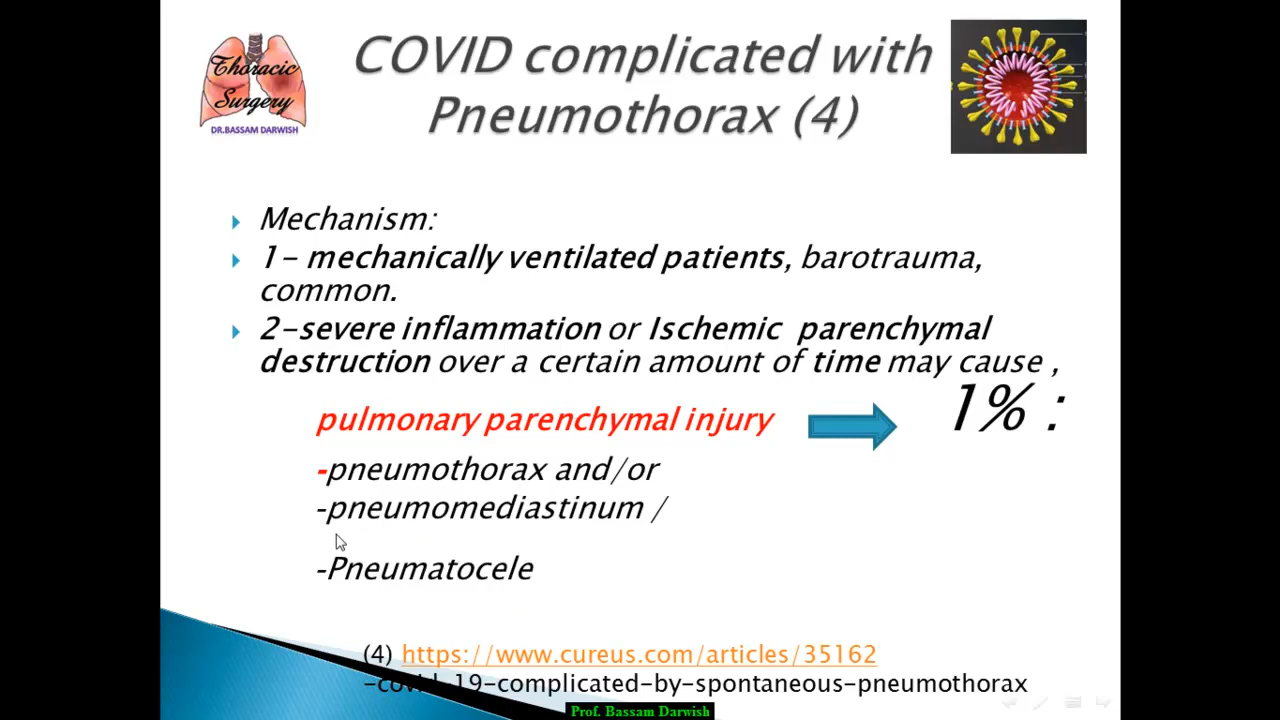 Thoracic
Surgery
DR.BASSAM DARWISH
COVID complicated with
Pneumothorax (4)
Mechanism:
1- mechanically ventilated patients, barotrauma,
common.
2-severe inflammation or Ischemic parenchymal
destruction over a certain amount of time may cause ,
pulmonary parenchymal injury
1% :
-pneumothorax and/or
-pneumomediastinum /
-Pneumatocele
(4) https://www.cureus.com/articles/35162
-covid-19-complicated-by-spontaneous-pneumothorax
Prof. Bassam Darwish